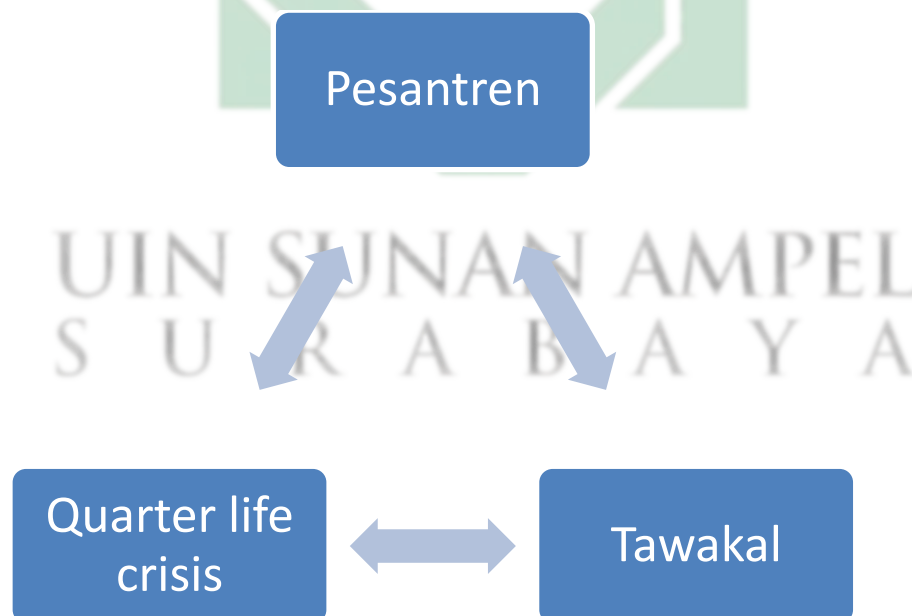 Pesantren
UIN SUNAN AMPEL
S U R A B A Y A
Quarter life
crisis
Tawakal